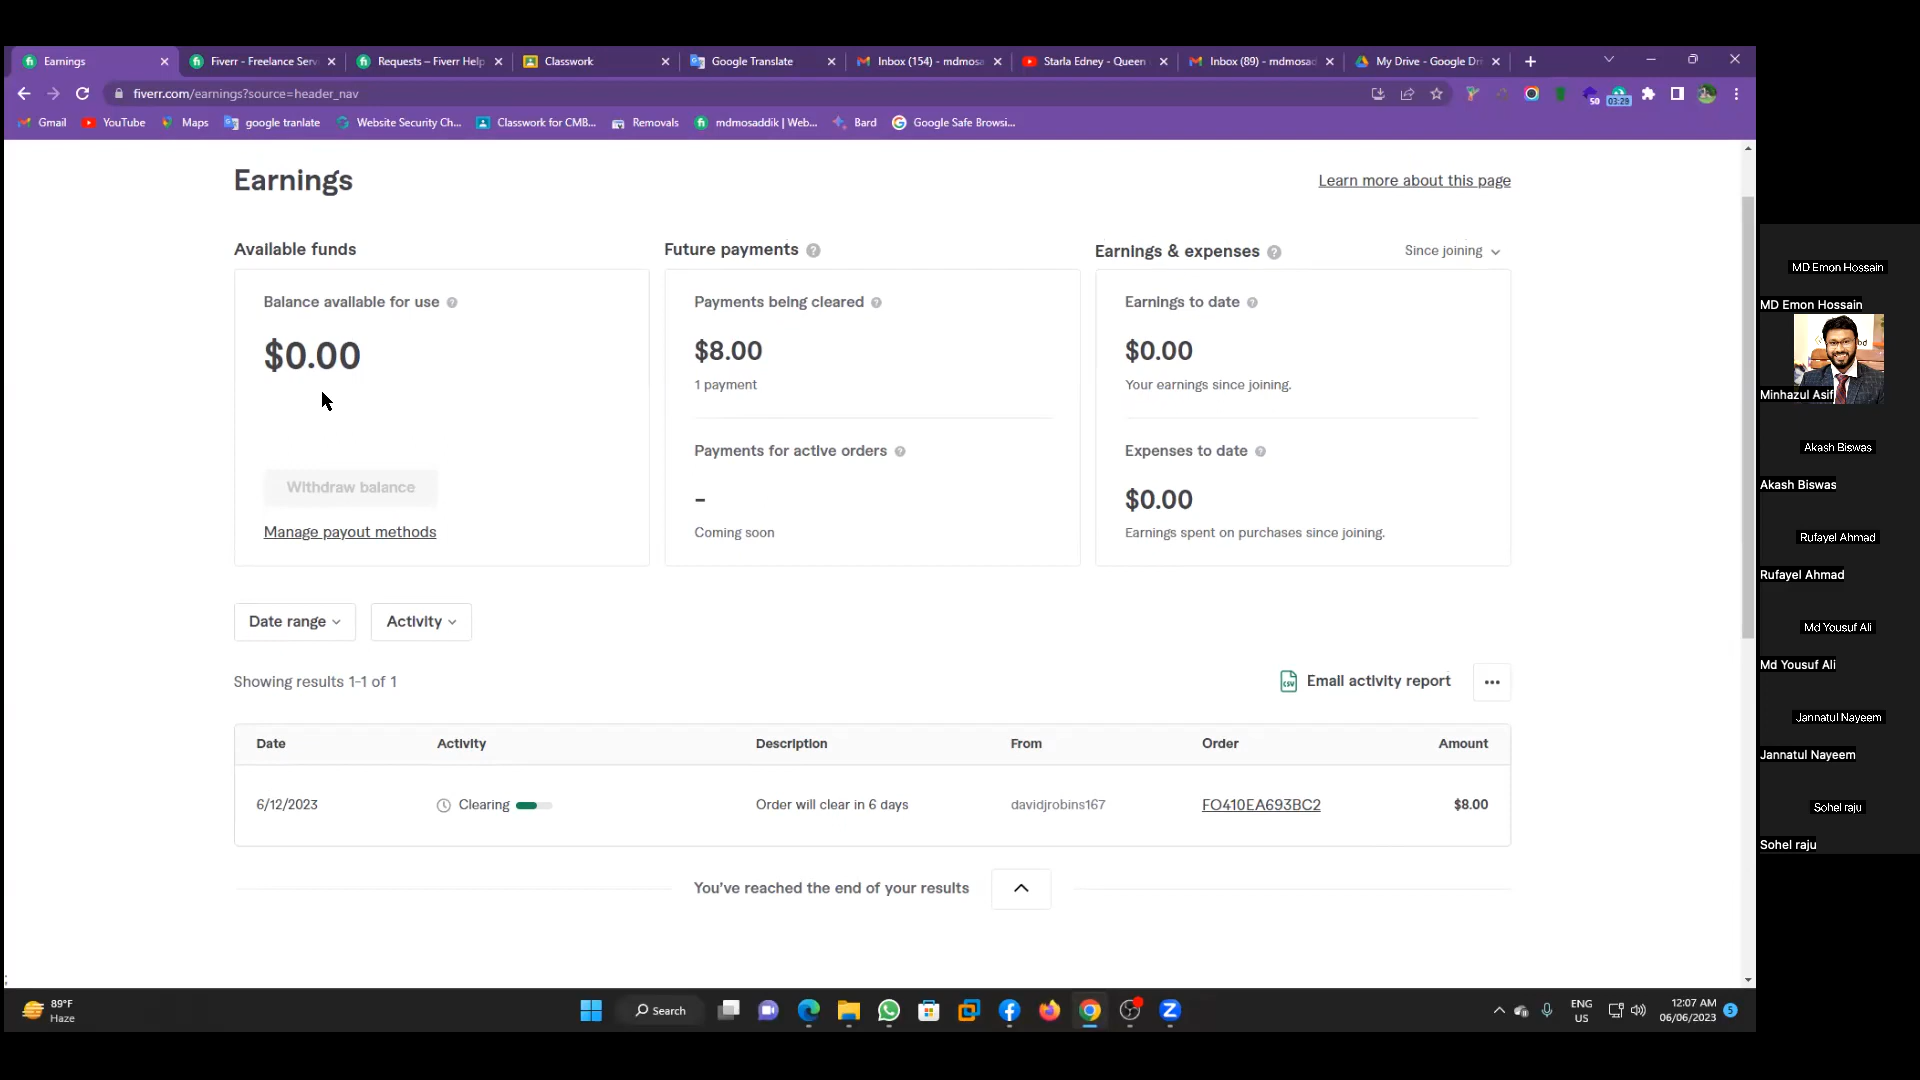 Earnings
Fiverr - Freelance Serv
Requests – Fiverr Help
Classwork
Google Translate
Inbox (154) - mdmosa
Starla Edney - Queen
Inbox (89) - mdmosad
My Drive - Google Dri
fiverr.com/earnings?source=header_nav
50
03:28
Gmail
YouTube
Maps
google tranlate
Website Security Ch...
Classwork for CMB...
Removals
mdmosaddik | Web...
Bard
Google Safe Browsi...
Earnings
Learn more about this page
Available funds
Future payments
Earnings & expenses
Since joining
Balance available for use
$0.00
Withdraw balance
Manage payout methods
Payments being cleared
$8.00
1 payment
Payments for active orders
-
Coming soon
Earnings to date
$0.00
Your earnings since joining.
Expenses to date
$0.00
Earnings spent on purchases since joining.
Date range
Activity
Showing results 1-1 of 1
Email activity report
Date Activity Description From Order Amount
6/12/2023 Clearing Order will clear in 6 days davidjrobins167 FO410EA693BC2 $8.00
You've reached the end of your results
MD Emon Hossain
MD Emon Hossain
Minhazul Asif
Akash Biswas
Akash Biswas
Rufayel Ahmad
Rufayel Ahmad
Md Yousuf Ali
Md Yousuf Ali
Jannatul Nayeem
Jannatul Nayeem
Sohel raju
Sohel raju
89°F
Haze
Search
ENG
US
12:07 AM
06/06/2023
5